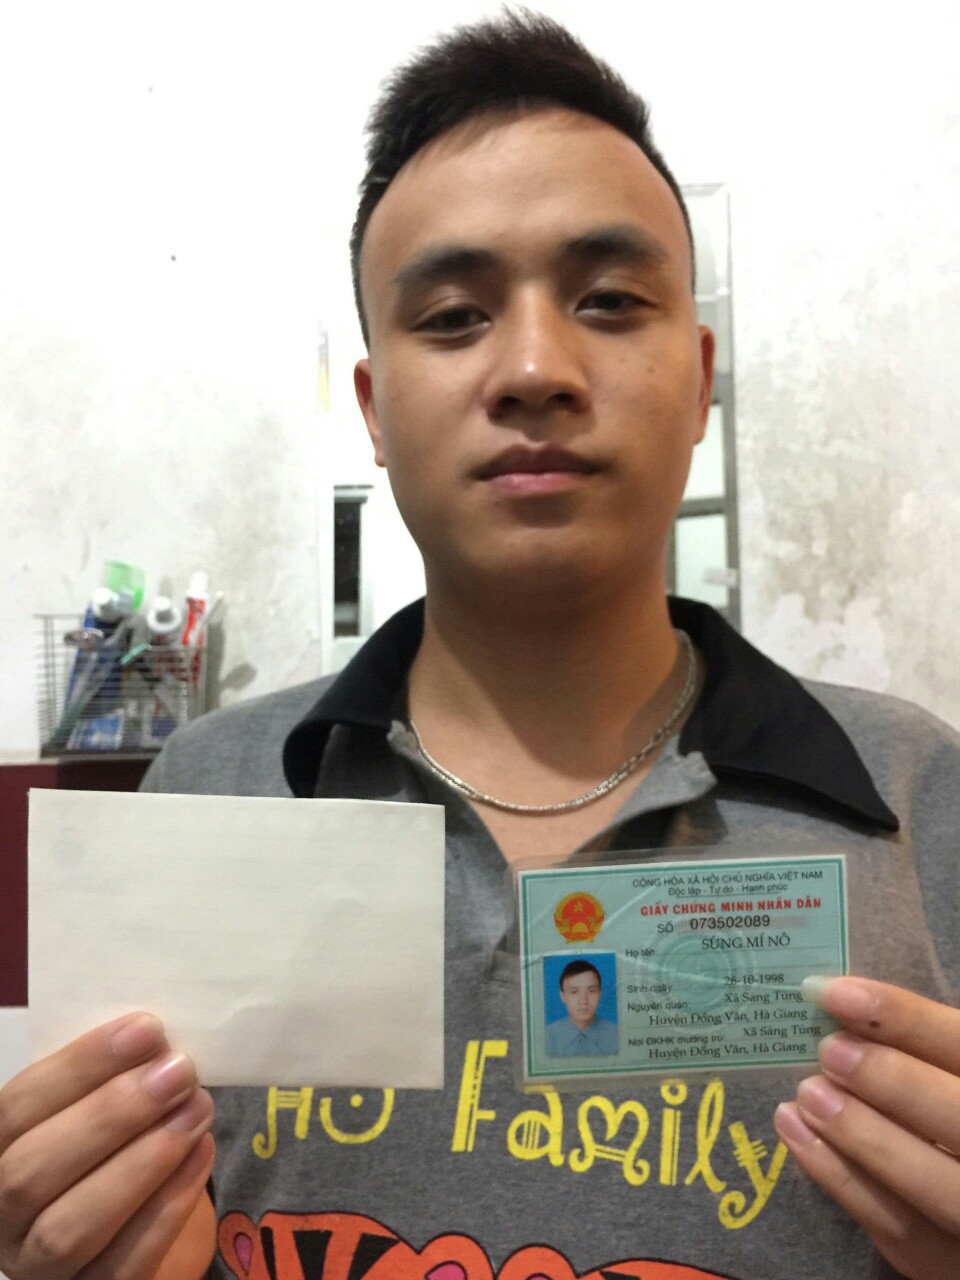 CỘNG HÒA XÃ HỘI CHỦ NGHĨA VIỆT NAM
Độc lập - Tự do - Hạnh phúc
GIẤY CHỨNG MINH NHÂN DÂN
SỐ 073502089
Họ tên SÙNG MÍ NÔ
Sinh ngày 26-10-1998
Nguyên quán: Xã Sảng Tủng
Huyện Đồng Văn, Hà Giang
Nơi ĐKHK thường trú: Xã Sảng Tủng
Huyện Đồng Văn, Hà Giang
Family